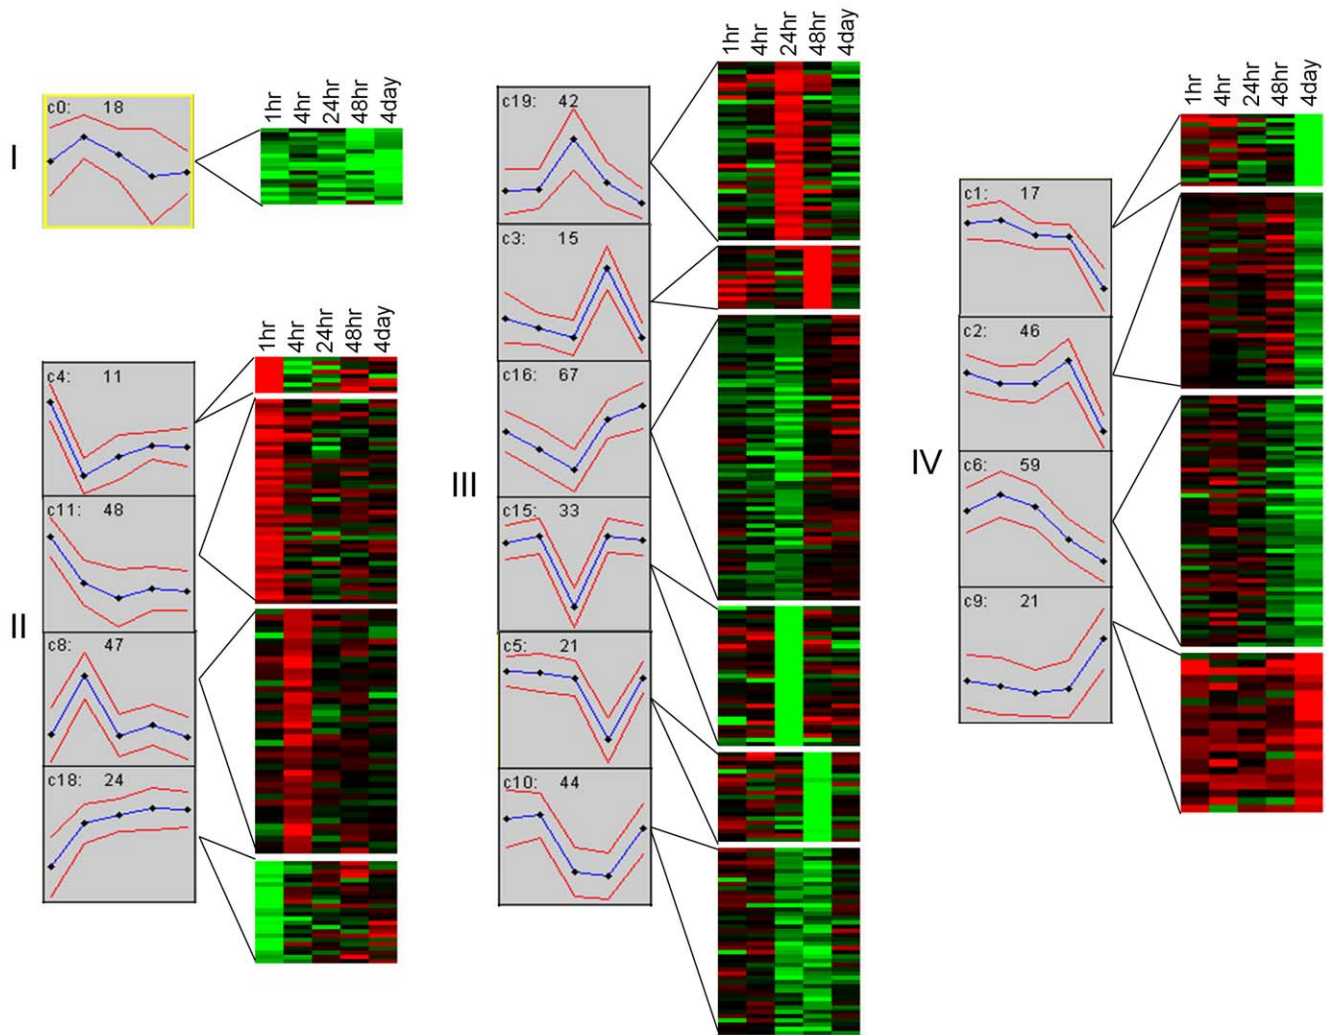 I
c0: 18
1hr 4hr 24hr 48hr 4day
II
1hr 4hr 24hr 48hr 4day
c4: 11
c11: 48
c8: 47
c18: 24
III
1hr 4hr 24hr 48hr 4day
c19: 42
c3: 15
c16: 67
c15: 33
c5: 21
c10: 44
IV
1hr 4hr 24hr 48hr 4day
c1: 17
c2: 46
c6: 59
c9: 21